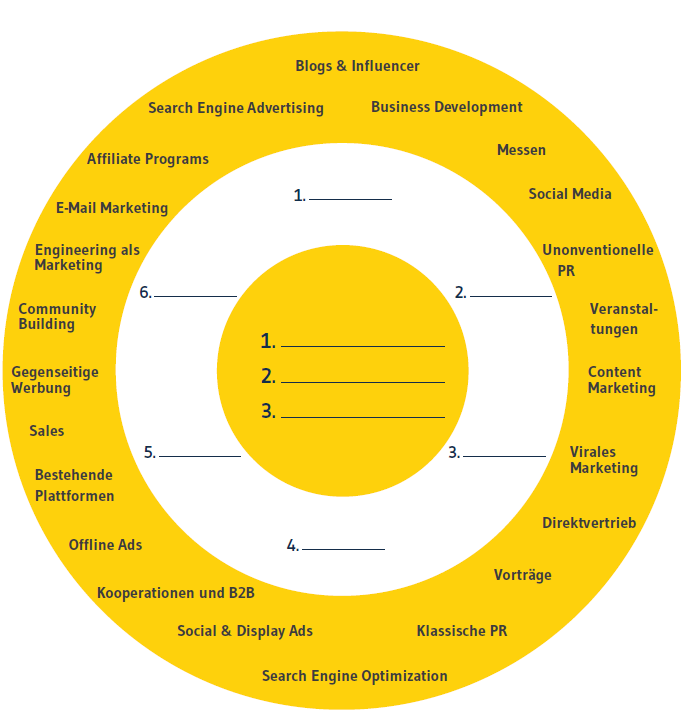 Blogs & Influencer
Search Engine Advertising
Business Development
Messen
Affiliate Programs
Social Media
E-Mail Marketing
Engineering als
Marketing
Unonventionelle
PR
Community
Building
Veranstal-
tungen
Gegenseitige
Werbung
Content
Marketing
Sales
Virales
Marketing
Bestehende
Plattformen
Direktvertrieb
Offline Ads
Vorträge
Kooperationen und B2B
Social & Display Ads
Klassische PR
Search Engine Optimization
1.
2.
3.
4.
5.
6.
1.
2.
3.